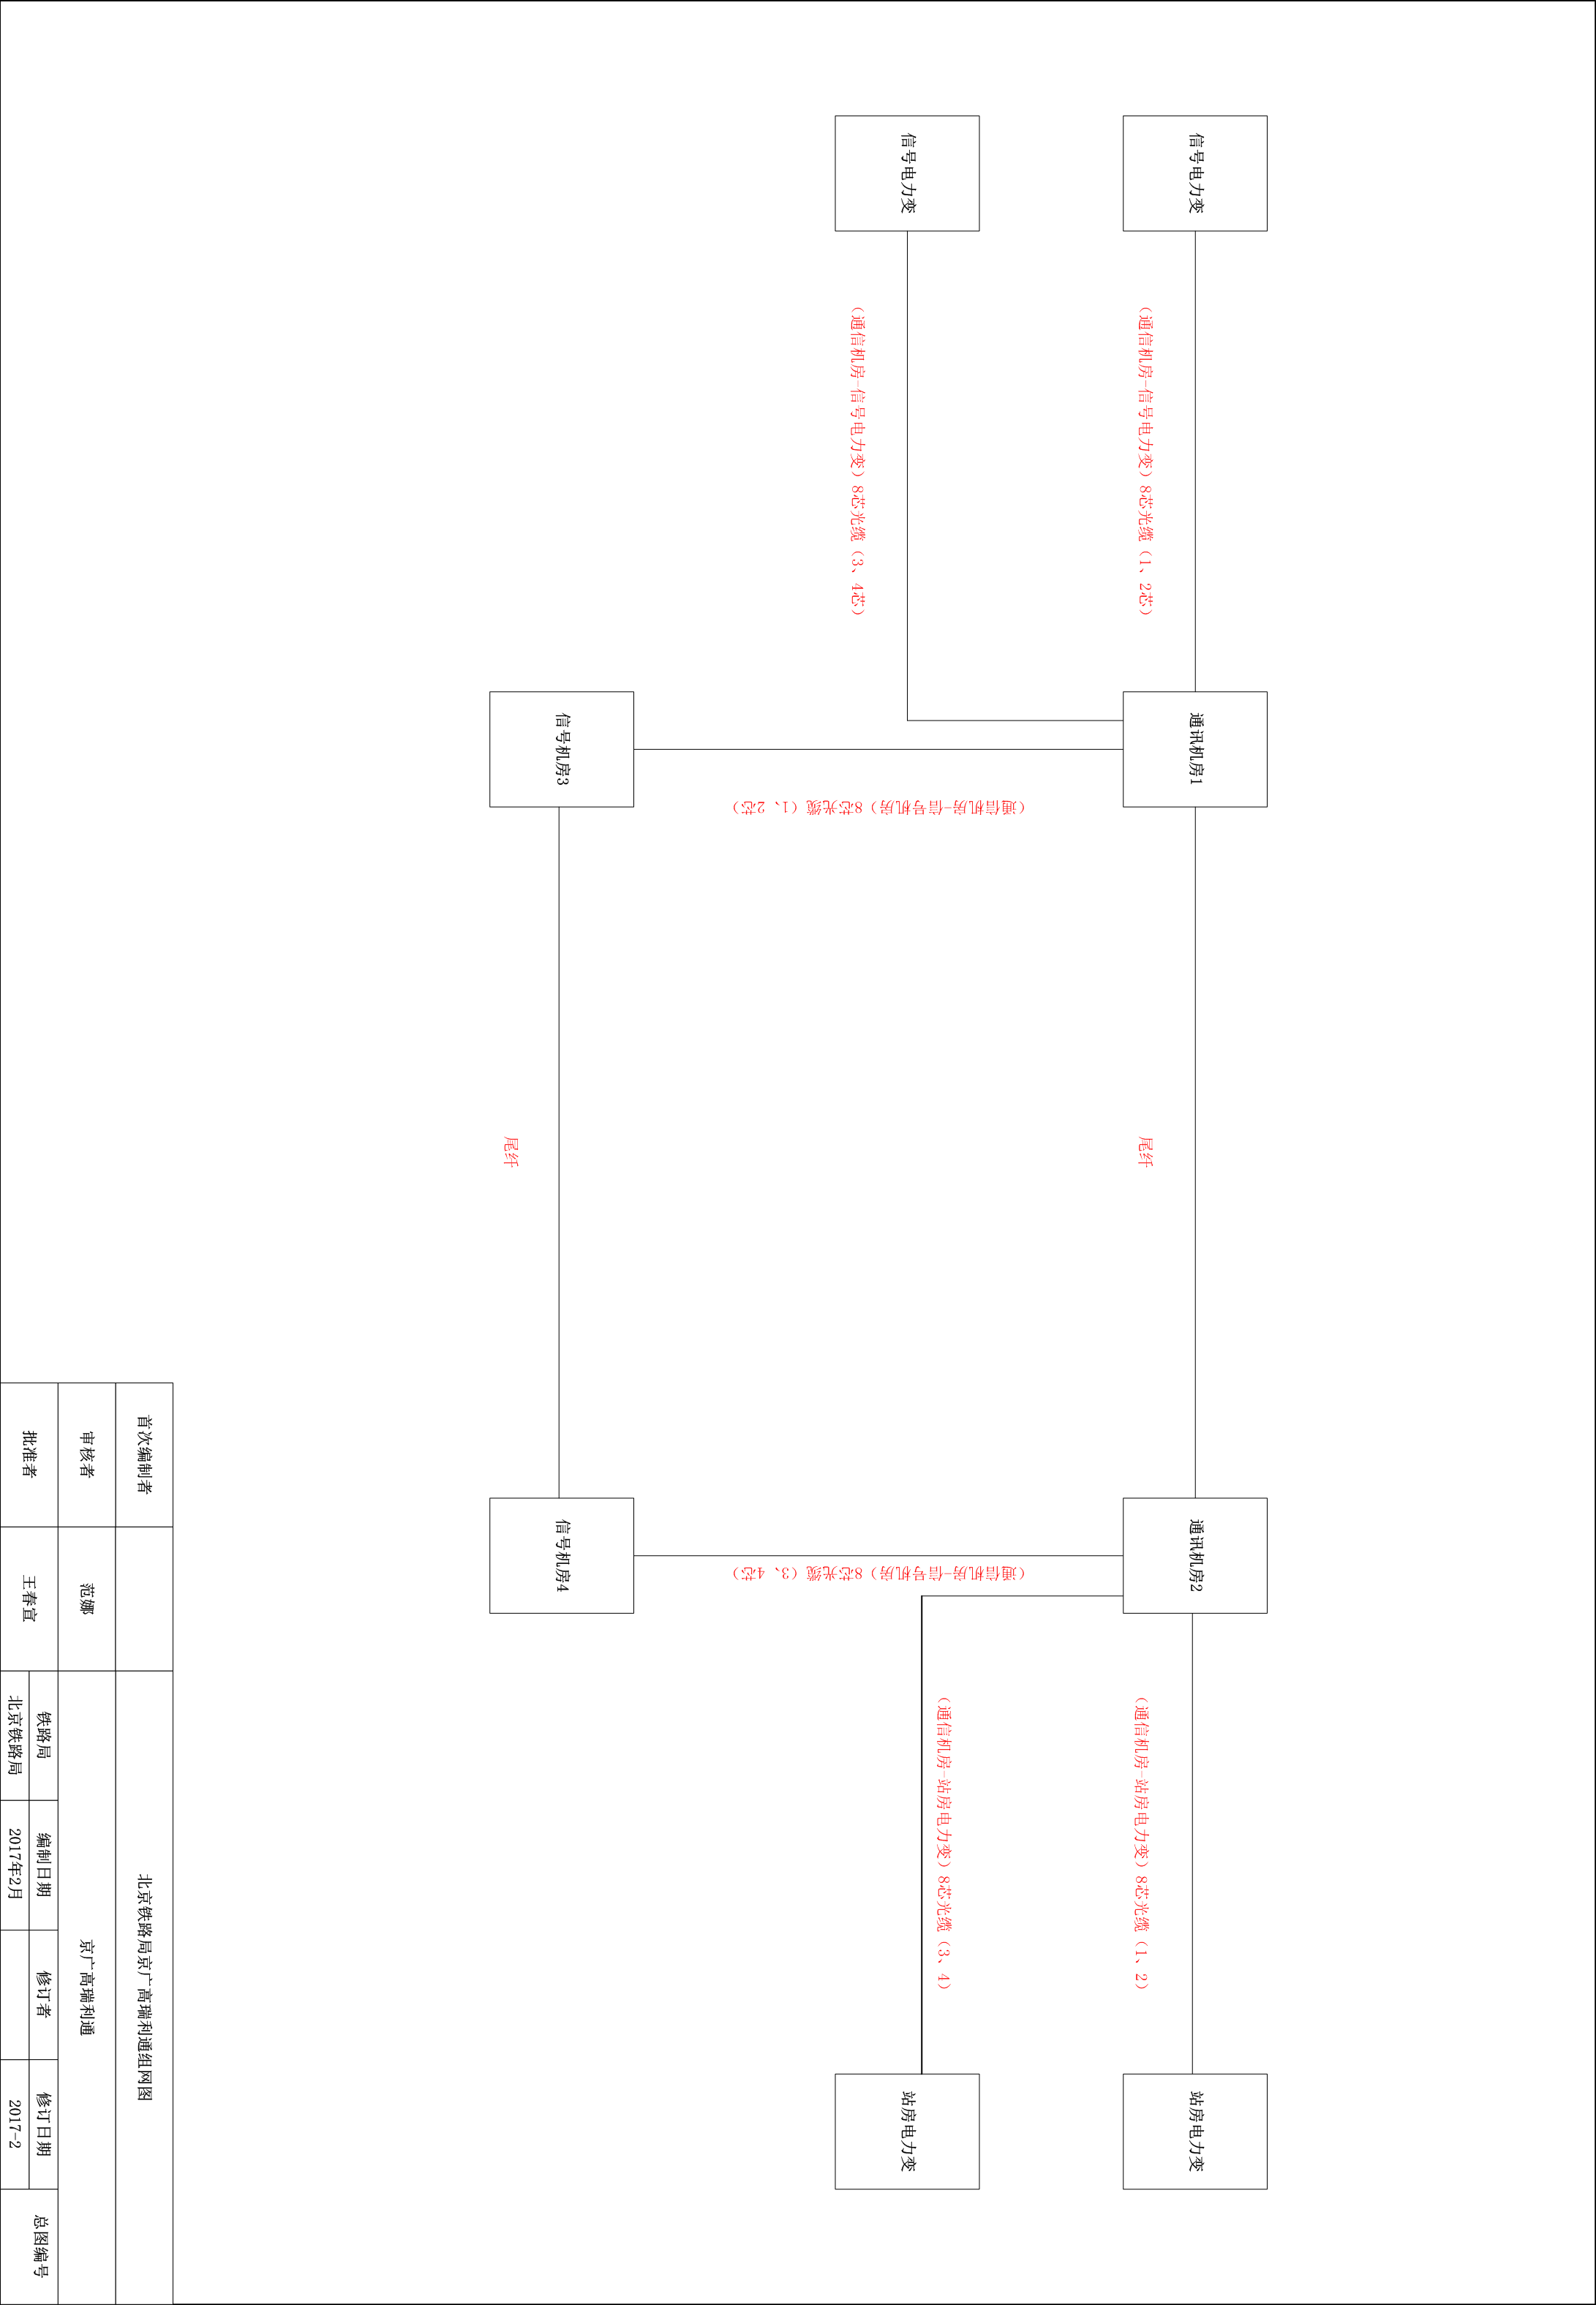 信号电力变
(通信机房-信号电力变) 8芯光缆 (1、2芯)
通讯机房1
尾纤
通讯机房2
(通信机房-站房电力变) 8芯光缆 (1、2)
站房电力变
信号电力变
(通信机房-信号电力变) 8芯光缆 (3、4芯)
(通信机房-信号机房) 8芯光缆 (1、2芯)
(通信机房-信号机房) 8芯光缆 (3、4芯)
(通信机房-站房电力变) 8芯光缆 (3、4)
站房电力变
信号机房3
尾纤
信号机房4
首次编制者
北京铁路局京广高瑞利通组网图
审核者
范娜
京广高瑞利通
批准者
王春宣
铁路局
编制日期
修订者
修订日期
总图编号
北京铁路局
2017年2月
2017-2